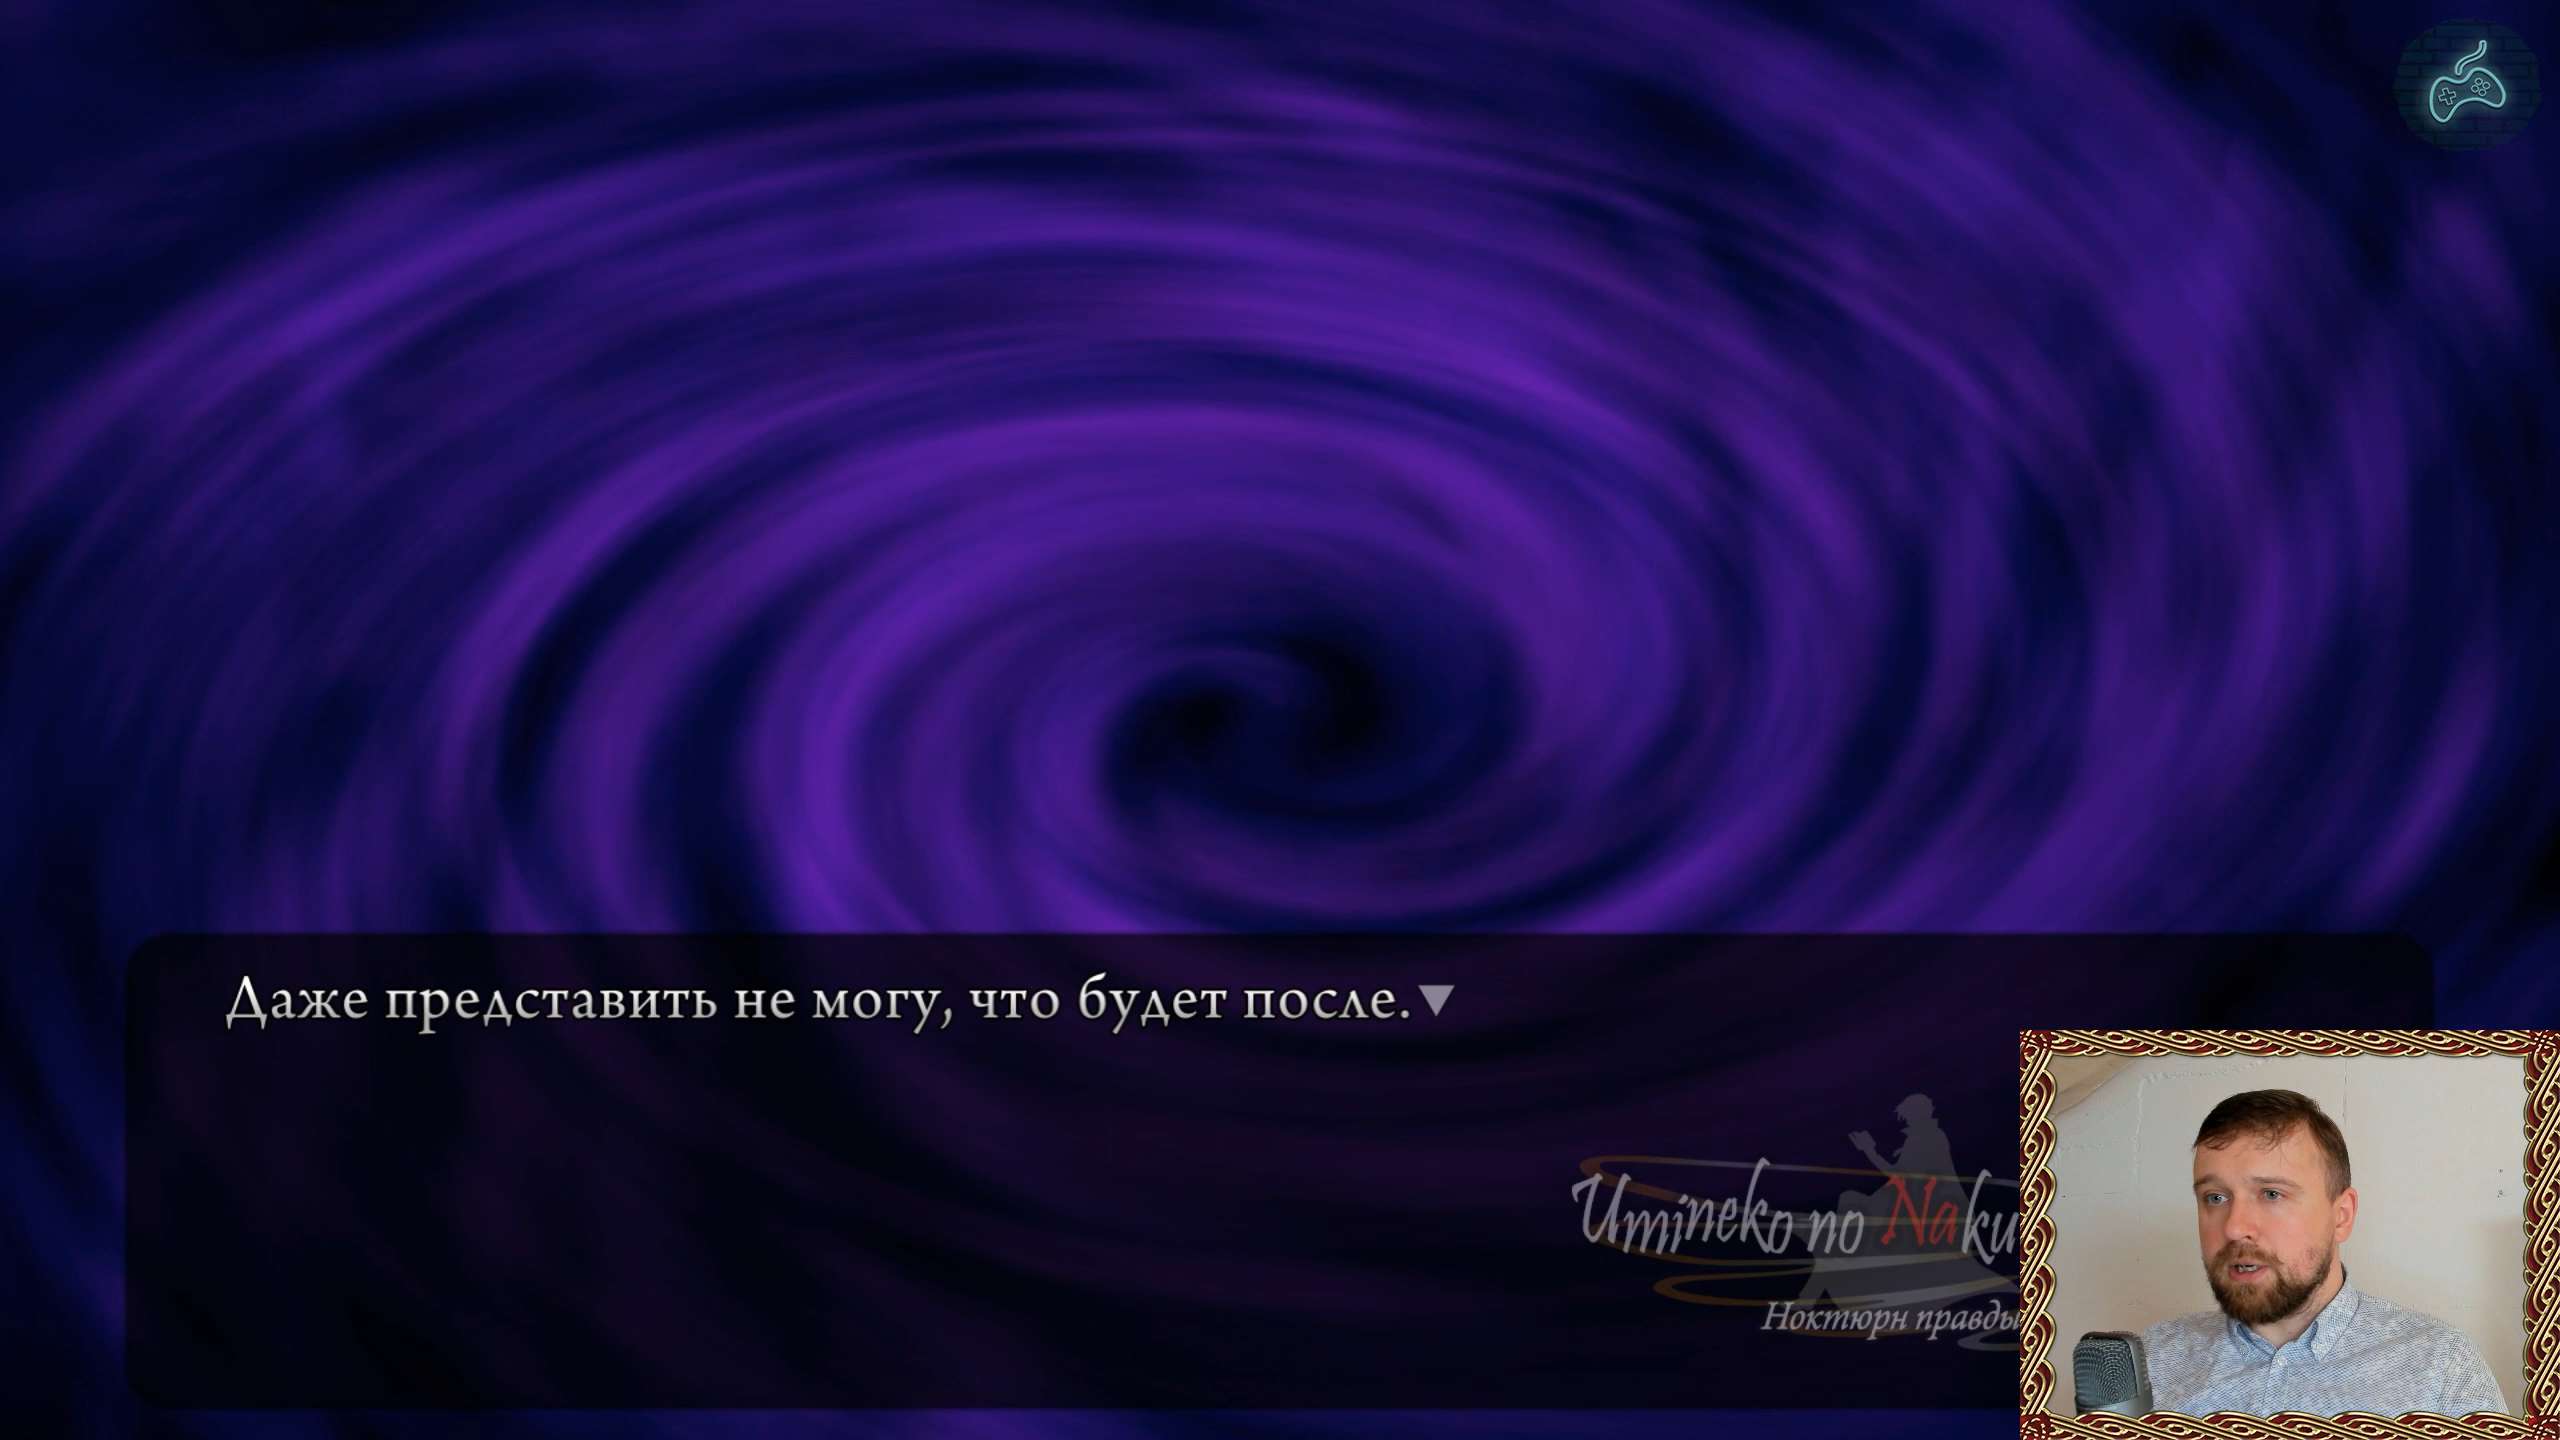 Даже представить не могу, что будет после.
Umineko no Naku
Ноктюрн правды